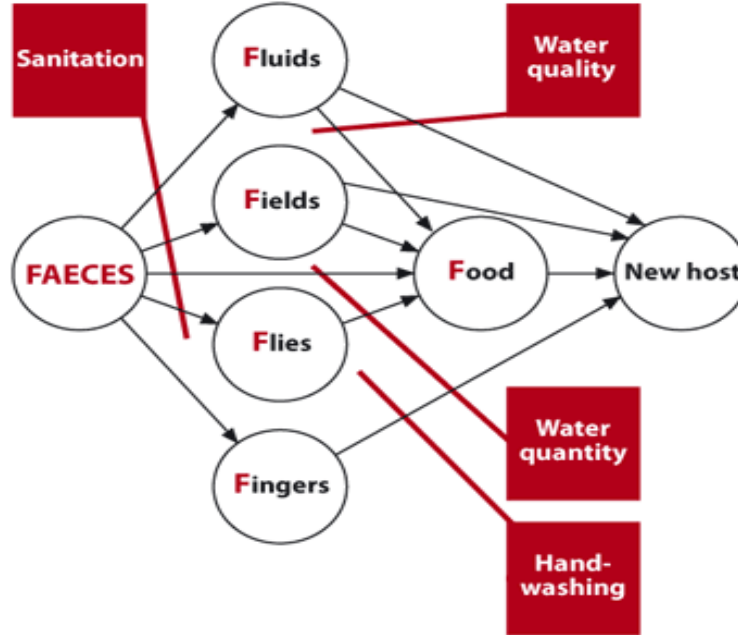 Sanitation
Fluids
Water
quality
Fields
FAECES
Food
New host
Flies
Water
quantity
Fingers
Hand-
washing